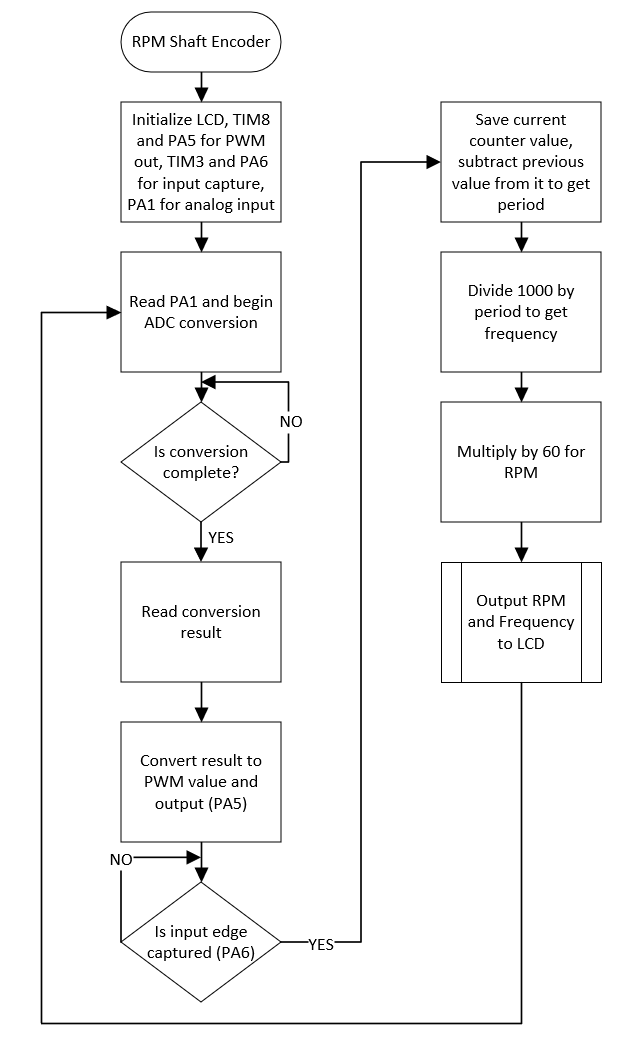 RPM Shaft Encoder
Initialize LCD, TIM8
and PA5 for PWM
out, TIM3 and PA6
for input capture,
PA1 for analog input
Read PA1 and begin
ADC conversion
NO
Is conversion
complete?
YES
Read conversion
result
Convert result to
PWM value and
output (PA5)
NO
Is input edge
captured (PA6)
YES
Save current
counter value,
subtract previous
value from it to get
period
Divide 1000 by
period to get
frequency
Multiply by 60 for
RPM
Output RPM
and Frequency
to LCD